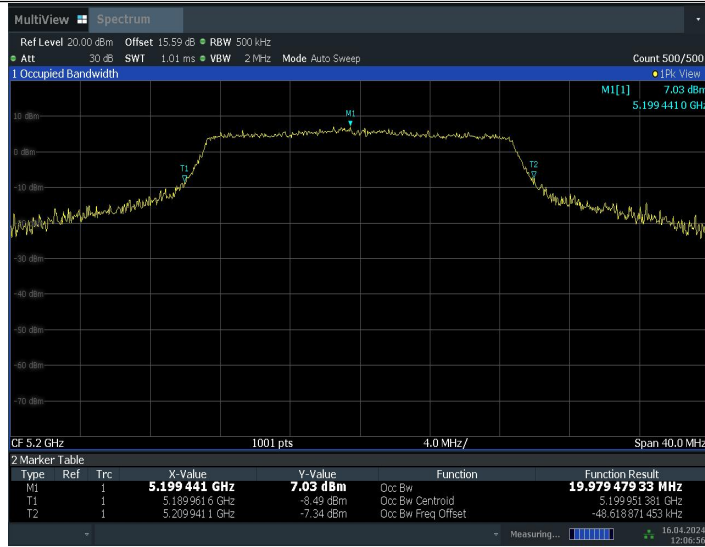 MultiView Spectrum
Ref Level 20.00 dBm Offset 15.59 dB RBW 500 kHz
Att 30 dB SWT 1.01 ms VBW 2 MHz Mode Auto Sweep Count 500/500
1 Occupied Bandwidth 1Pk View
M1[1] 7.03 dBm
5.199 441 0 GHz
10 dBm
M1
0 dBm
T1 T2
-10 dBm
-30 dBm
-40 dBm
-50 dBm
-60 dBm
-70 dBm
CF 5.2 GHz 1001 pts 4.0 MHz/ Span 40.0 MHz
2 Marker Table
Type Ref Trc X-Value Y-Value Function Function Result
M1 1 5.199 441 GHz 7.03 dBm Occ Bw 19.979 479 33 MHz
T1 1 5.189 961 6 GHz -8.49 dBm Occ Bw Centroid 5.199 951 381 GHz
T2 1 5.209 941 1 GHz -7.34 dBm Occ Bw Freq Offset -48.618 871 453 kHz
Measuring... 16.04.2024
12:06:56